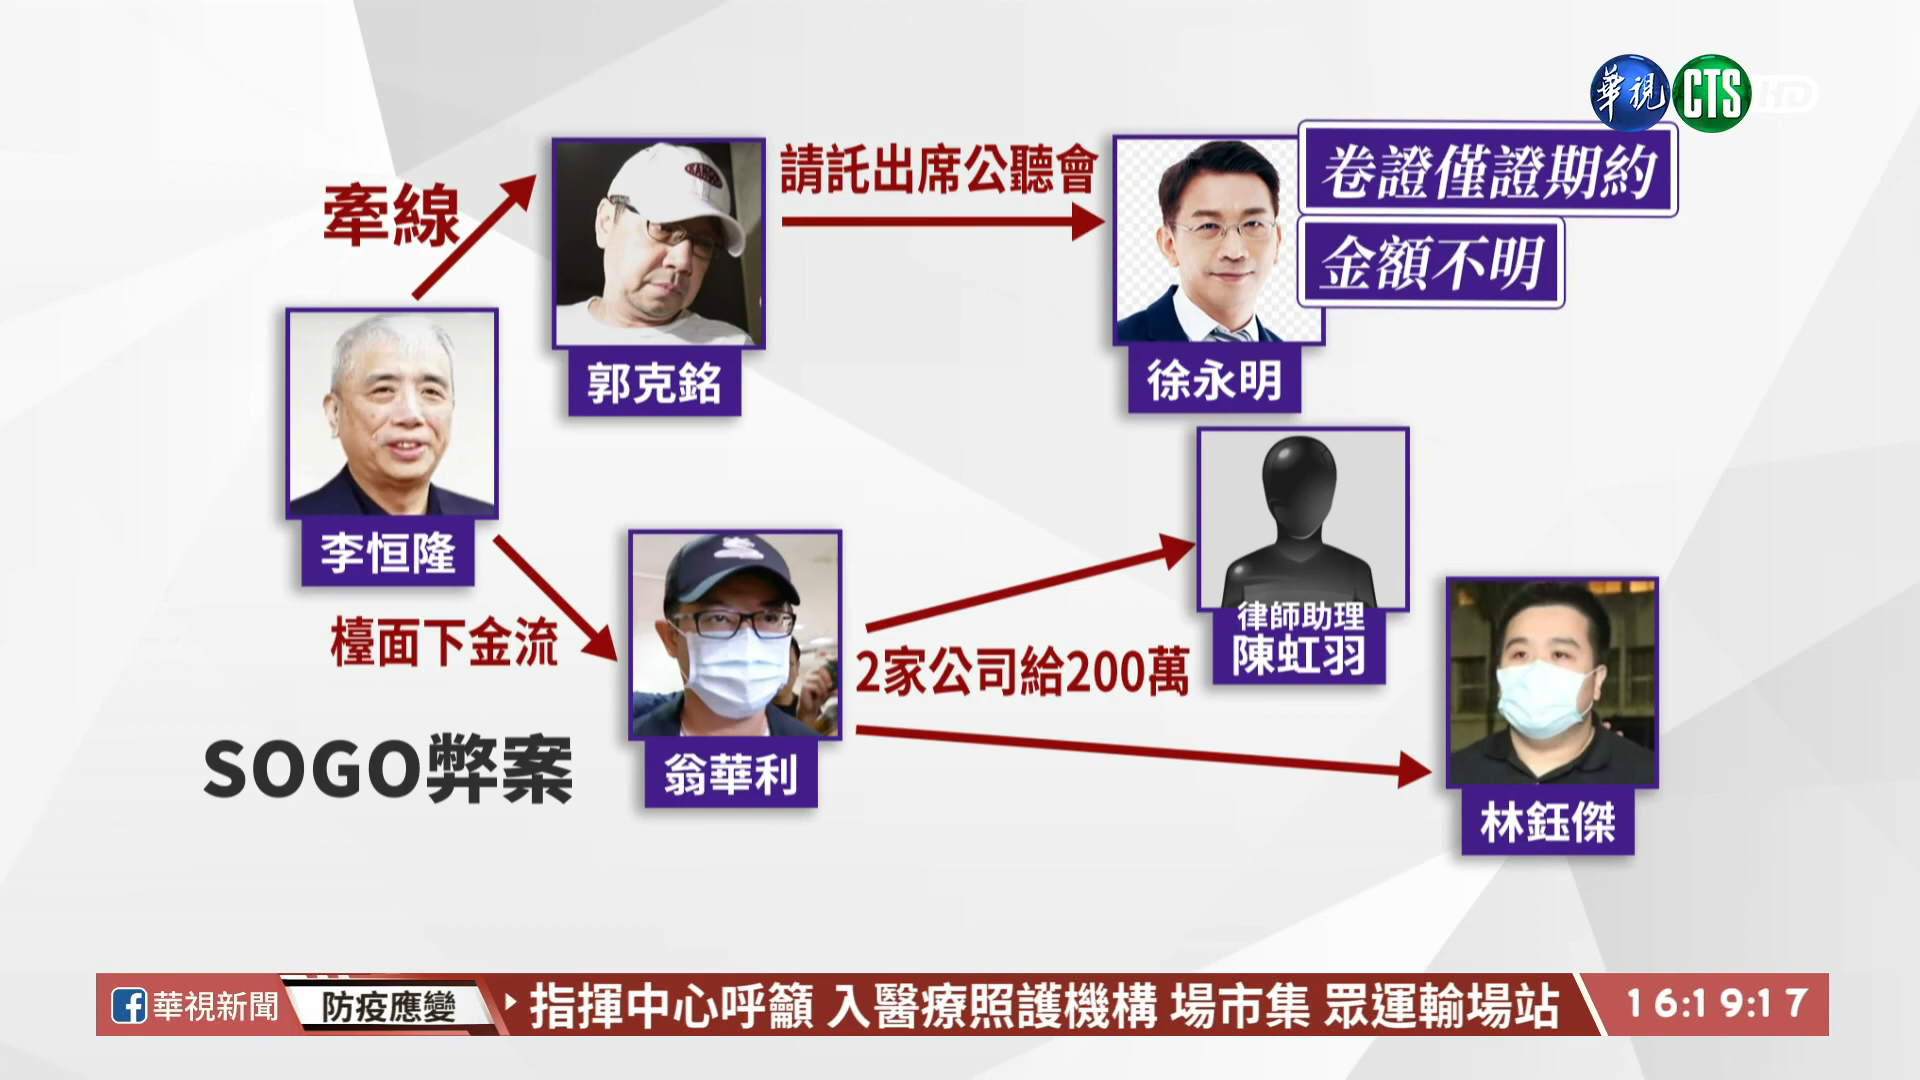 華視 CTS HD
牽線
請託出席公聽會
卷證僅證期約
金額不明
郭克銘
徐永明
李恒隆
檯面下金流
2家公司給200萬
律師助理
陳虹羽
翁華利
林鈺傑
SOGO弊案
華視新聞 防疫應變 指揮中心呼籲 入醫療照護機構 場市集 眾運輸場站 16:19:17